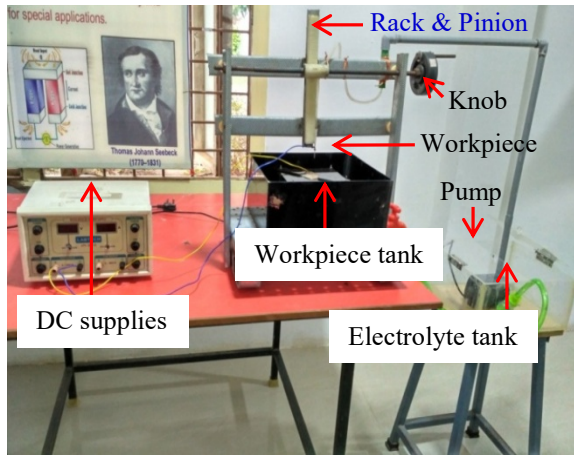 for special applications.
Thomas Johann Seebeck
(1770–1831)
Rack & Pinion
Knob
Workpiece
Pump
Workpiece tank
DC supplies
Electrolyte tank